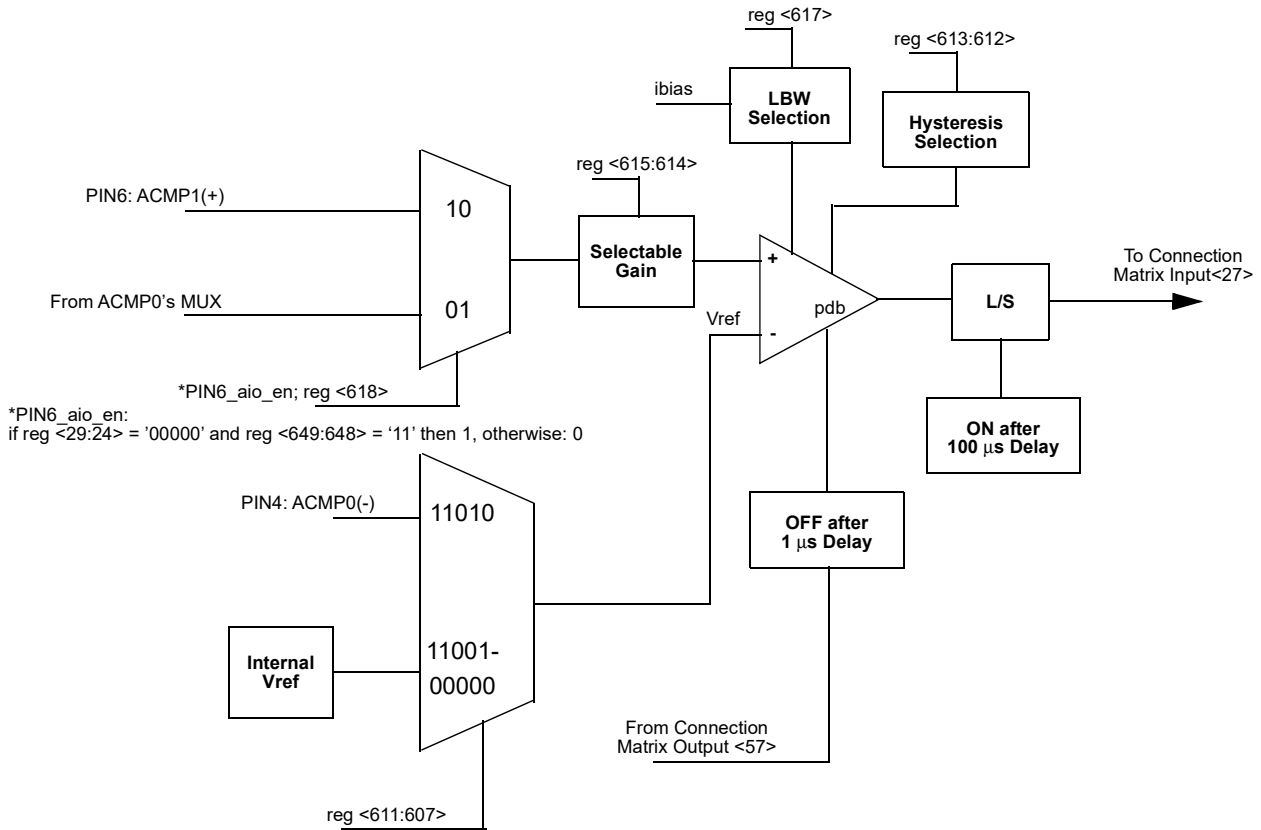 reg <617>
reg <613:612>
ibias
LBW
Selection
Hysteresis
Selection
reg <615:614>
PIN6: ACMP1(+)
10
Selectable
Gain
+
To Connection
Matrix Input<27>
From ACMP0's MUX
01
Vref
pdb
-
L/S
*PIN6_aio_en; reg <618>
*PIN6_aio_en:
if reg <29:24> = ’00000’ and reg <649:648> = ‘11’ then 1, otherwise: 0
ON after
100 μs Delay
PIN4: ACMP0(-)
11010
OFF after
1 μs Delay
Internal
Vref
11001-
00000
From Connection
Matrix Output <57>
reg <611:607>